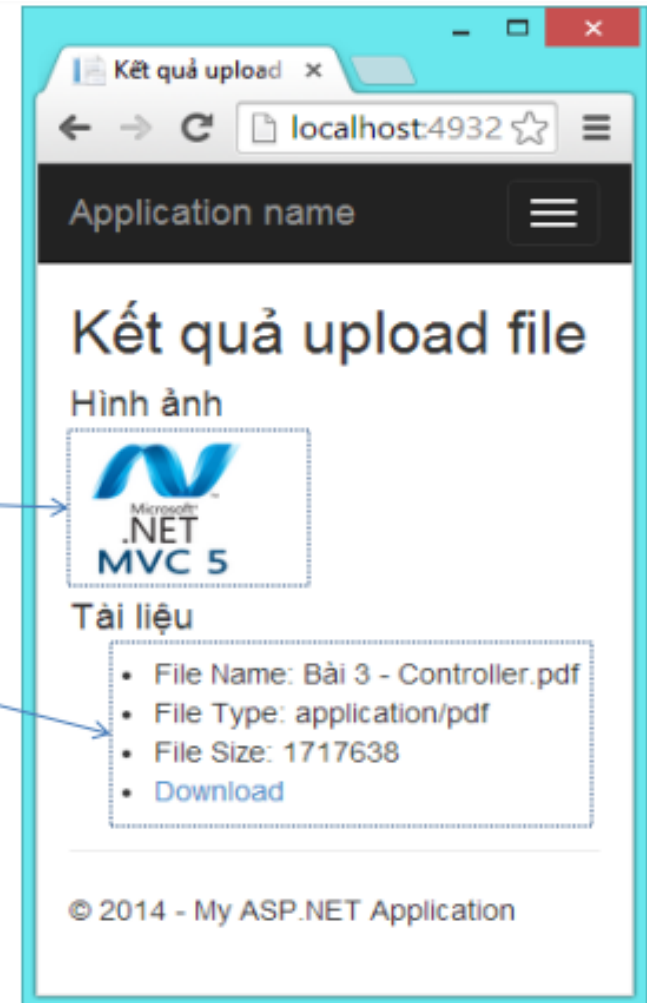 Kết quả upload
localhost:4932
Application name
Kết quả upload file
Hình ảnh
Microsoft
.NET
MVC 5
Tài liệu
File Name: Bài 3 - Controller.pdf
File Type: application/pdf
File Size: 1717638
Download
© 2014 - My ASP.NET Application